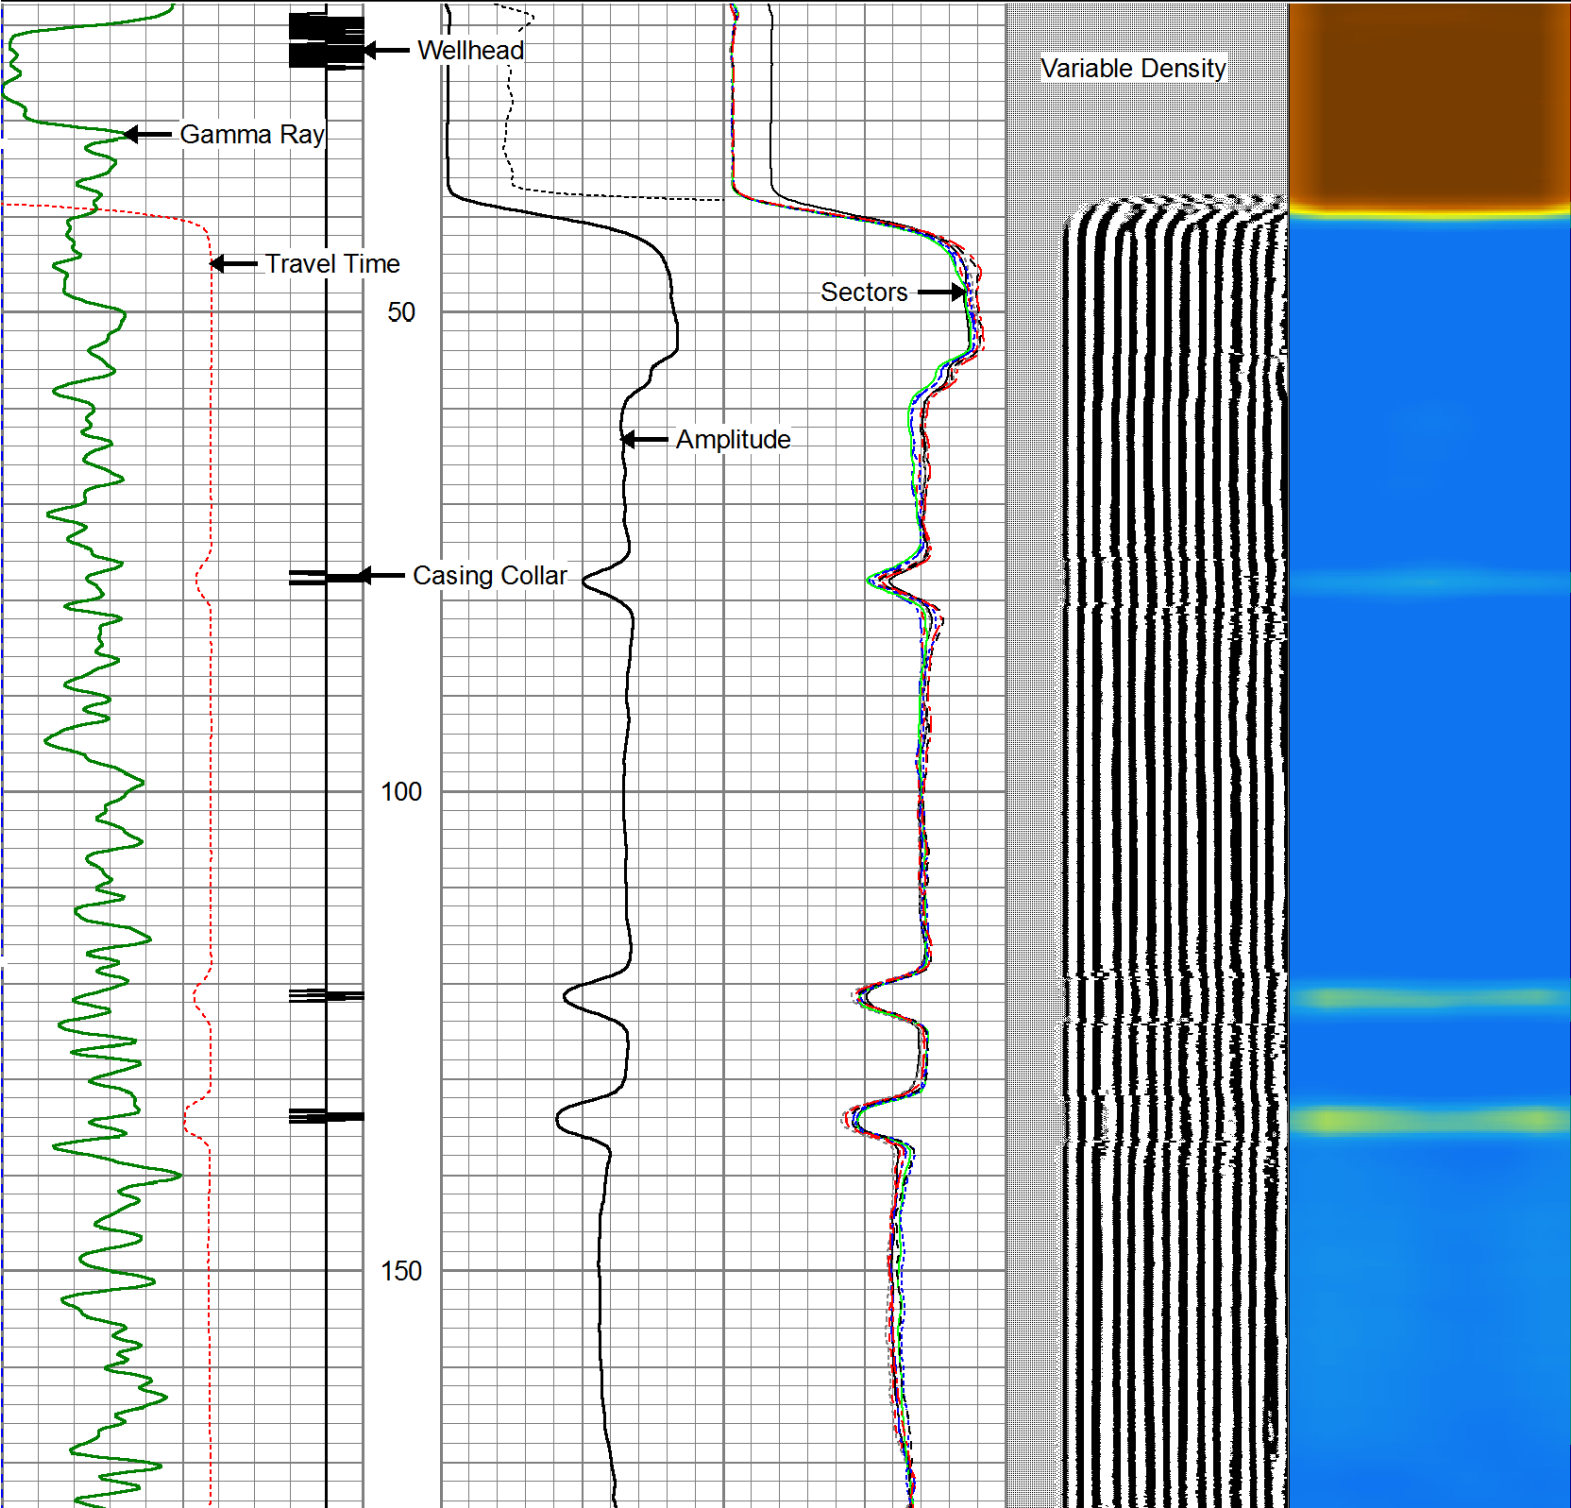 Wellhead
Variable Density
Gamma Ray
Travel Time
Sectors
50
Amplitude
Casing Collar
100
150